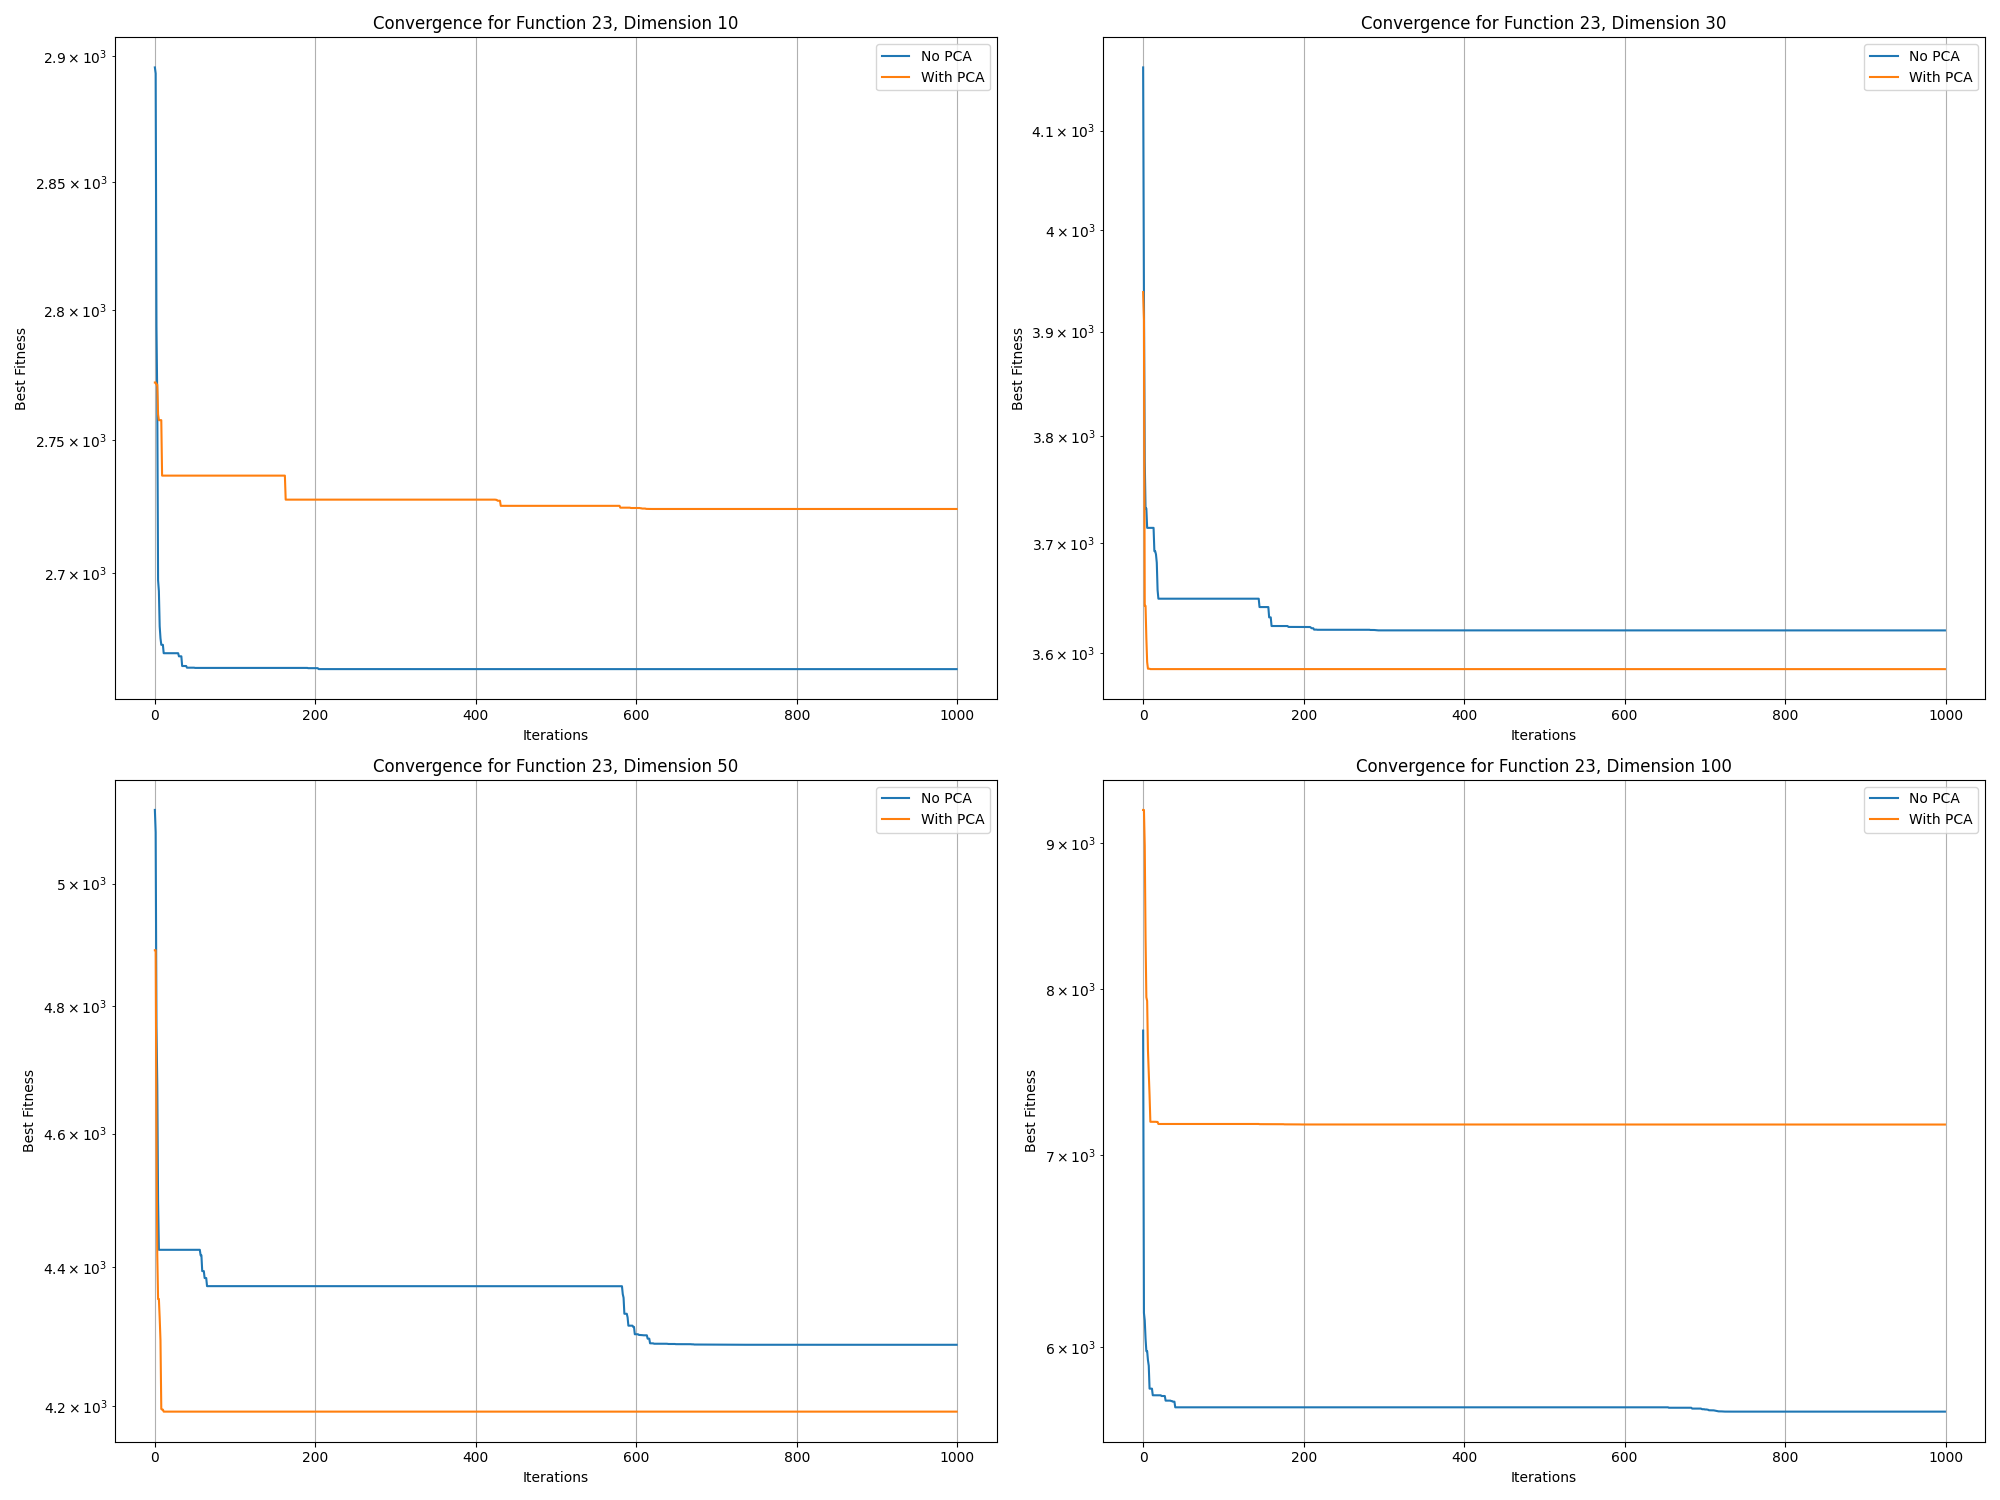 Convergence for Function 23, Dimension 10
2.9 × 10³
2.85 × 10³
2.8 × 10³
2.75 × 10³
2.7 × 10³
Best Fitness
No PCA
With PCA
0 200 400 600 800 1000
Iterations
Convergence for Function 23, Dimension 30
4.1 × 10³
4 × 10³
3.9 × 10³
3.8 × 10³
3.7 × 10³
3.6 × 10³
Best Fitness
No PCA
With PCA
0 200 400 600 800 1000
Iterations
Convergence for Function 23, Dimension 50
5 × 10³
4.8 × 10³
4.6 × 10³
4.4 × 10³
4.2 × 10³
Best Fitness
No PCA
With PCA
0 200 400 600 800 1000
Iterations
Convergence for Function 23, Dimension 100
9 × 10³
8 × 10³
7 × 10³
6 × 10³
Best Fitness
No PCA
With PCA
0 200 400 600 800 1000
Iterations